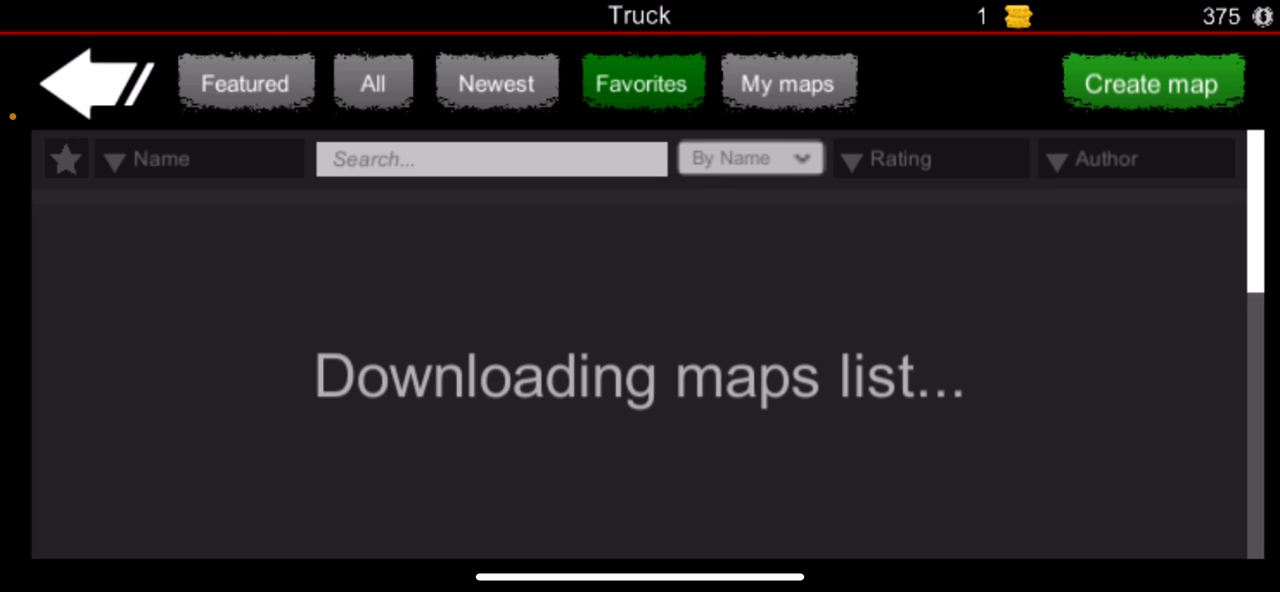 Truck 1 375
Featured All Newest Favorites My maps Create map
Name Search... By Name Rating Author
Downloading maps list...